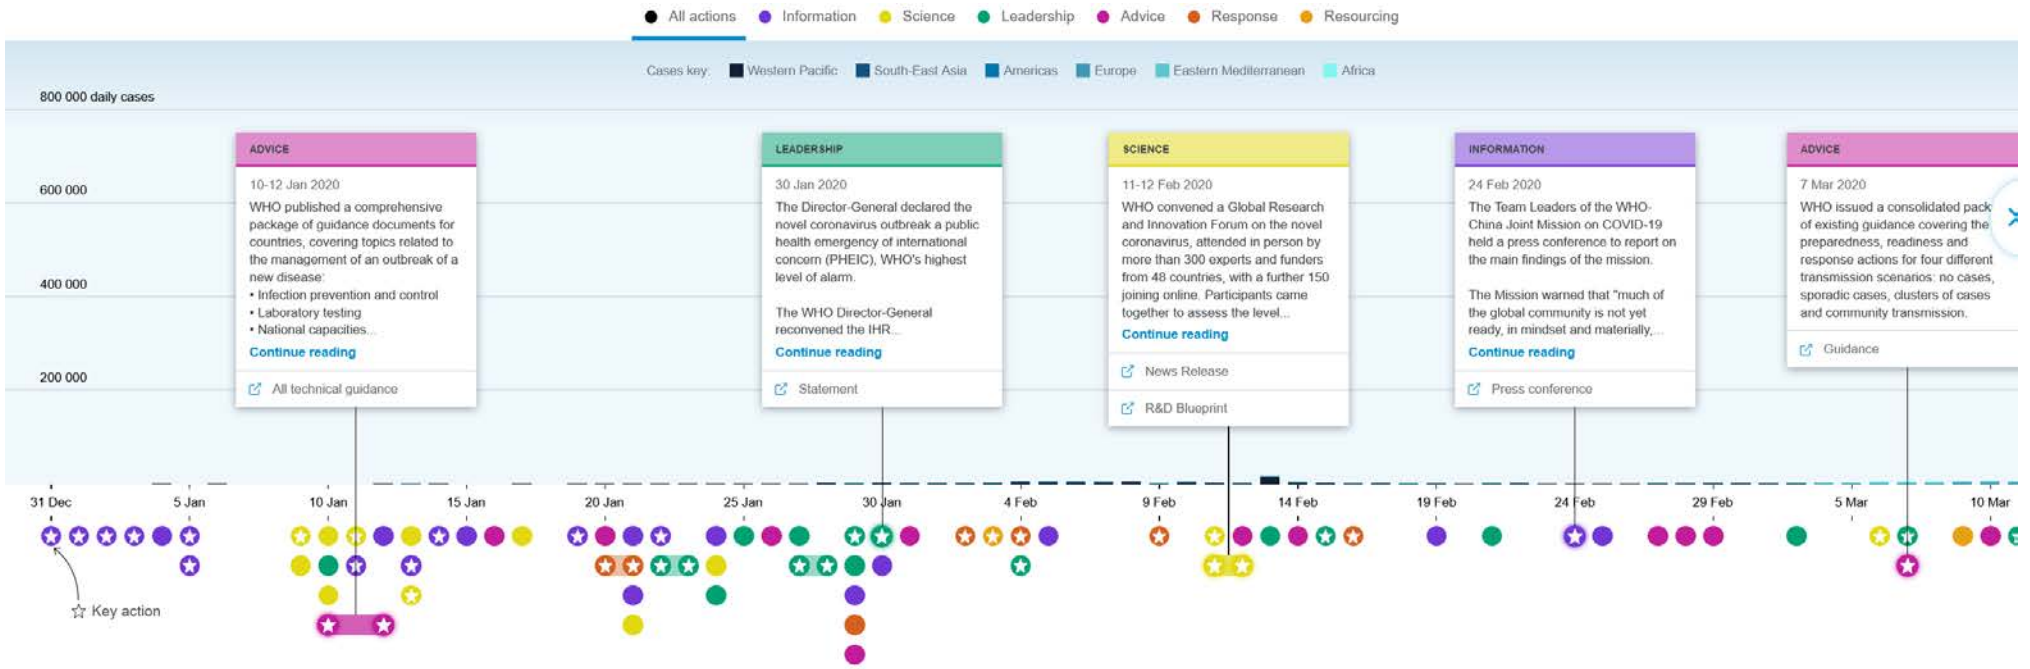 All actions Information Science Leadership Advice Response Resourcing
Cases key: Western Pacific South-East Asia Americas Europe Eastern Mediterranean Africa
800 000 daily cases
600 000
400 000
200 000
ADVICE
10-12 Jan 2020
WHO published a comprehensive
package of guidance documents for
countries, covering topics related to
the management of an outbreak of a
new disease:
• Infection prevention and control
• Laboratory testing
• National capacities...
Continue reading
All technical guidance
LEADERSHIP
30 Jan 2020
The Director-General declared the
novel coronavirus outbreak a public
health emergency of international
concern (PHEIC), WHO's highest
level of alarm.
The WHO Director-General
reconvened the IHR...
Continue reading
Statement
SCIENCE
11-12 Feb 2020
WHO convened a Global Research
and Innovation Forum on the novel
coronavirus, attended in person by
more than 300 experts and funders
from 48 countries, with a further 150
joining online. Participants came
together to assess the level...
Continue reading
News Release
R&D Blueprint
INFORMATION
24 Feb 2020
The Team Leaders of the WHO-
China Joint Mission on COVID-19
held a press conference to report on
the main findings of the mission.
The Mission warned that "much of
the global community is not yet
ready, in mindset and materially,...
Continue reading
Press conference
ADVICE
7 Mar 2020
WHO issued a consolidated pack
of existing guidance covering the
preparedness, readiness and
response actions for four different
transmission scenarios: no cases,
sporadic cases, clusters of cases
and community transmission.
Guidance
31 Dec 5 Jan 10 Jan 15 Jan 20 Jan 25 Jan 30 Jan 4 Feb 9 Feb 14 Feb 19 Feb 24 Feb 29 Feb 5 Mar 10 Mar
Key action